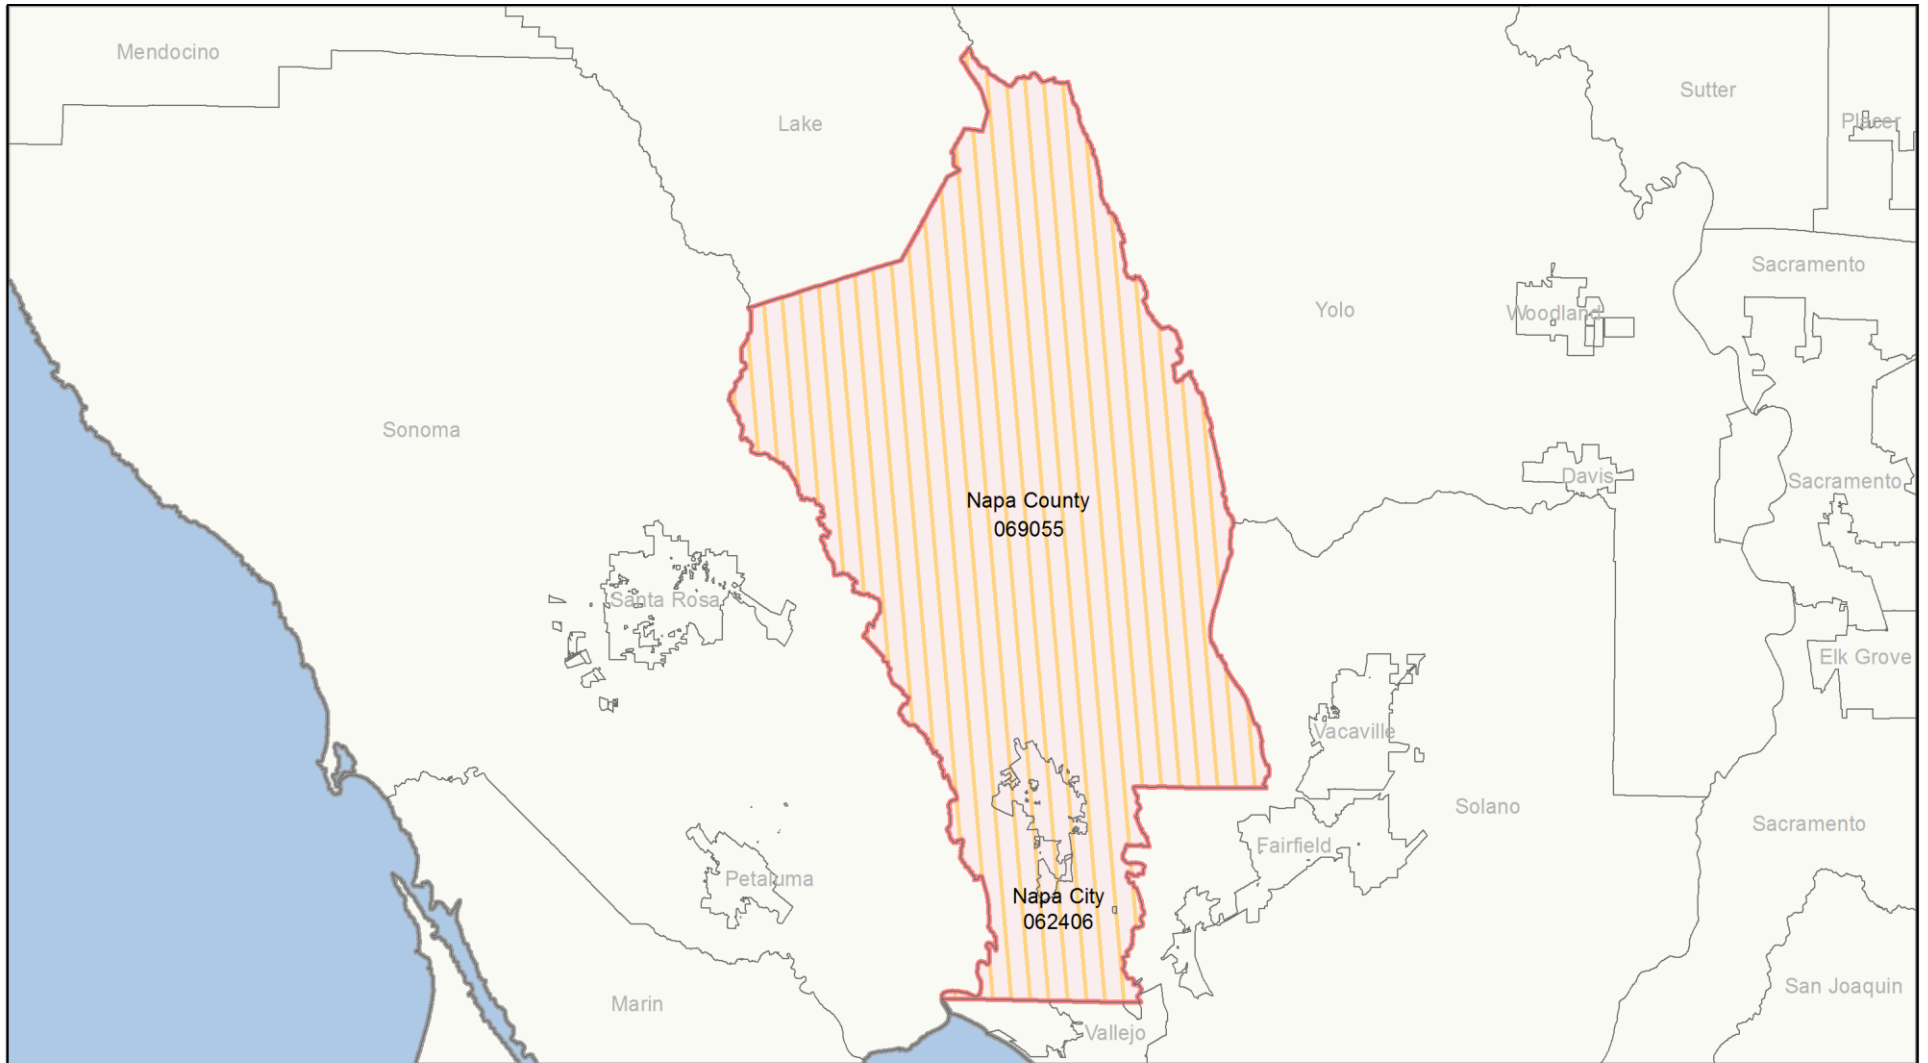 Mendocino
Sutter
Placer
Lake
Sacramento
Yolo
Woodland
Sonoma
Davis
Sacramento
Napa County
069055
Santa Rosa
Elk Grove
Vacaville
Solano
Sacramento
Fairfield
Petaluma
Napa City
062406
San Joaquin
Marin
Vallejo